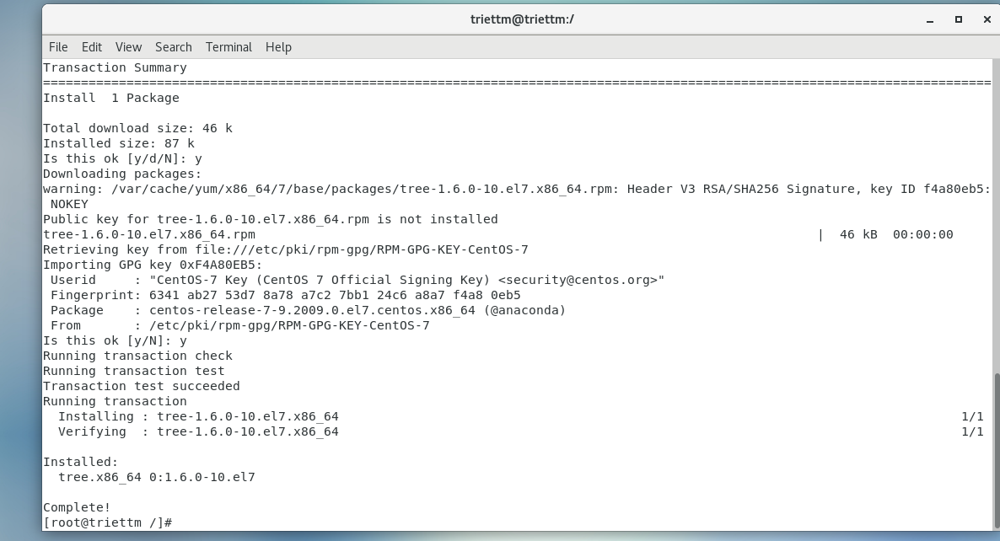 triettm@triettm:/
File Edit View Search Terminal Help
Transaction Summary
================================================================================================================================
Install  1 Package
Total download size: 46 k
Installed size: 87 k
Is this ok [y/d/N]: y
Downloading packages:
warning: /var/cache/yum/x86_64/7/base/packages/tree-1.6.0-10.el7.x86_64.rpm: Header V3 RSA/SHA256 Signature, key ID f4a80eb5:
 NOKEY
Public key for tree-1.6.0-10.el7.x86_64.rpm is not installed
tree-1.6.0-10.el7.x86_64.rpm | 46 kB 00:00:00
Retrieving key from file:///etc/pki/rpm-gpg/RPM-GPG-KEY-CentOS-7
Importing GPG key 0xF4A80EB5:
 Userid     : "CentOS-7 Key (CentOS 7 Official Signing Key) <security@centos.org>"
 Fingerprint: 6341 ab27 53d7 8a78 a7c2 7bb1 24c6 a8a7 f4a8 0eb5
 Package    : centos-release-7-9.2009.0.el7.centos.x86_64 (@anaconda)
 From       : /etc/pki/rpm-gpg/RPM-GPG-KEY-CentOS-7
Is this ok [y/N]: y
Running transaction check
Running transaction test
Transaction test succeeded
Running transaction
  Installing : tree-1.6.0-10.el7.x86_64 1/1
  Verifying  : tree-1.6.0-10.el7.x86_64 1/1
Installed:
  tree.x86_64 0:1.6.0-10.el7
Complete!
[root@triettm /]#